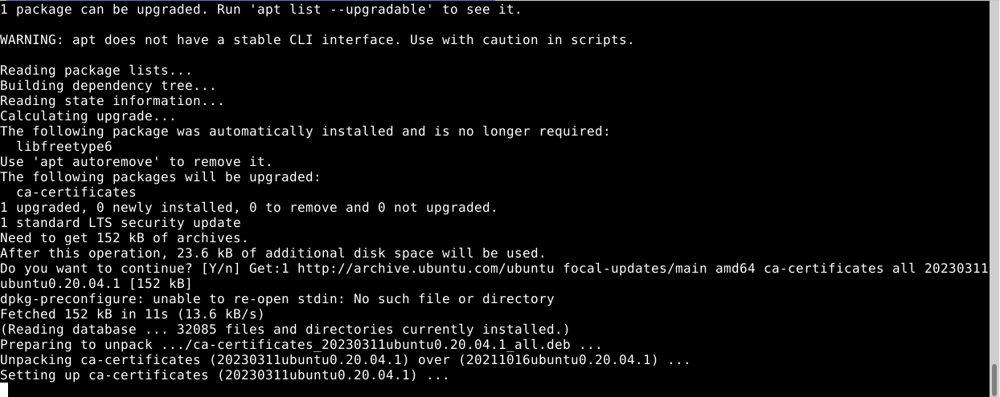 1 package can be upgraded. Run 'apt list --upgradable' to see it.
WARNING: apt does not have a stable CLI interface. Use with caution in scripts.
Reading package lists...
Building dependency tree...
Reading state information...
Calculating upgrade...
The following package was automatically installed and is no longer required:
  libfreetype6
Use 'apt autoremove' to remove it.
The following packages will be upgraded:
  ca-certificates
1 upgraded, 0 newly installed, 0 to remove and 0 not upgraded.
1 standard LTS security update
Need to get 152 kB of archives.
After this operation, 23.6 kB of additional disk space will be used.
Do you want to continue? [Y/n] Get:1 http://archive.ubuntu.com/ubuntu focal-updates/main amd64 ca-certificates all 20230311
ubuntu0.20.04.1 [152 kB]
dpkg-preconfigure: unable to re-open stdin: No such file or directory
Fetched 152 kB in 11s (13.6 kB/s)
(Reading database ... 32085 files and directories currently installed.)
Preparing to unpack .../ca-certificates_20230311ubuntu0.20.04.1_all.deb ...
Unpacking ca-certificates (20230311ubuntu0.20.04.1) over (20211016ubuntu0.20.04.1) ...
Setting up ca-certificates (20230311ubuntu0.20.04.1) ...